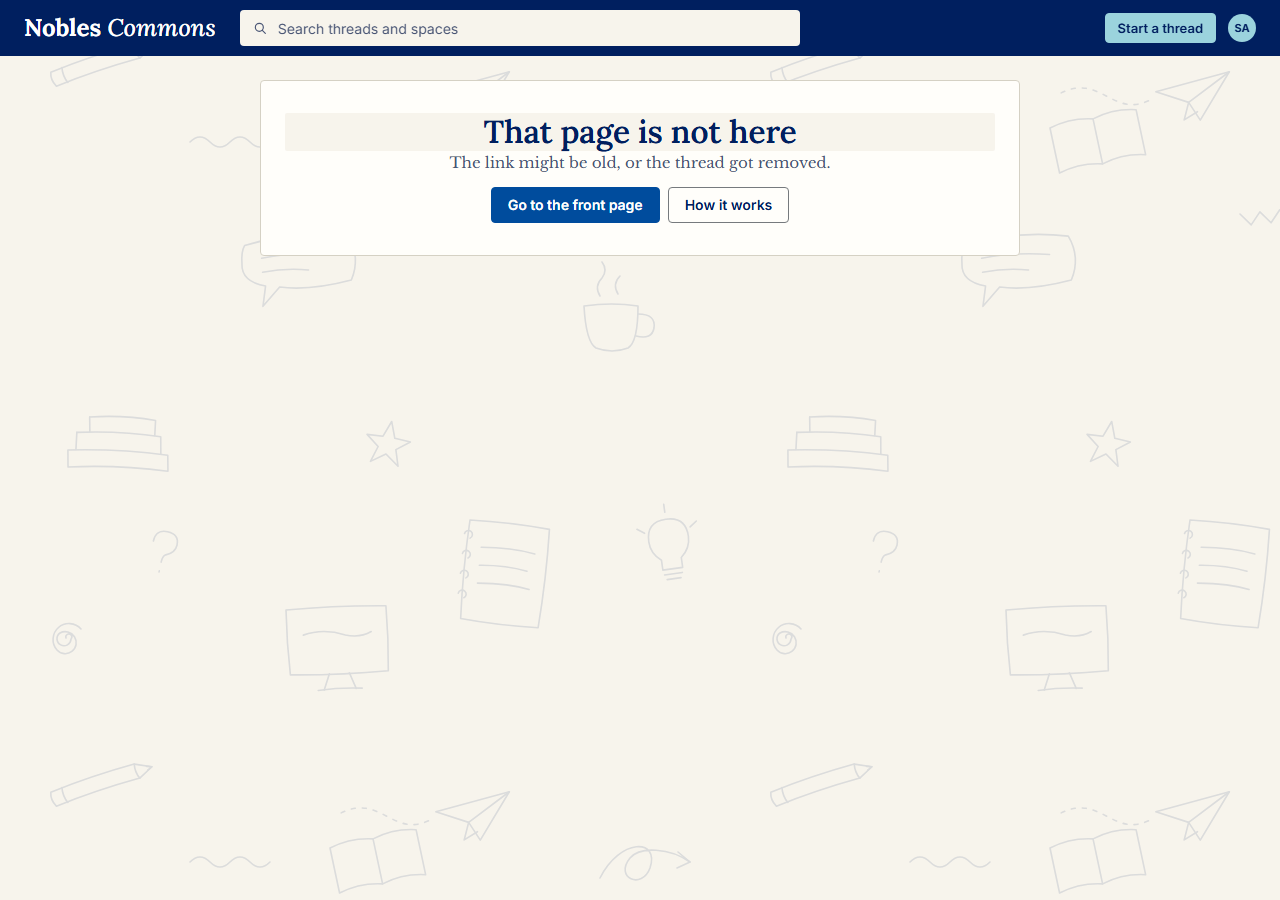 Nobles Commons
Search threads and spaces
Start a thread
SA
That page is not here
The link might be old, or the thread got removed.
Go to the front page
How it works